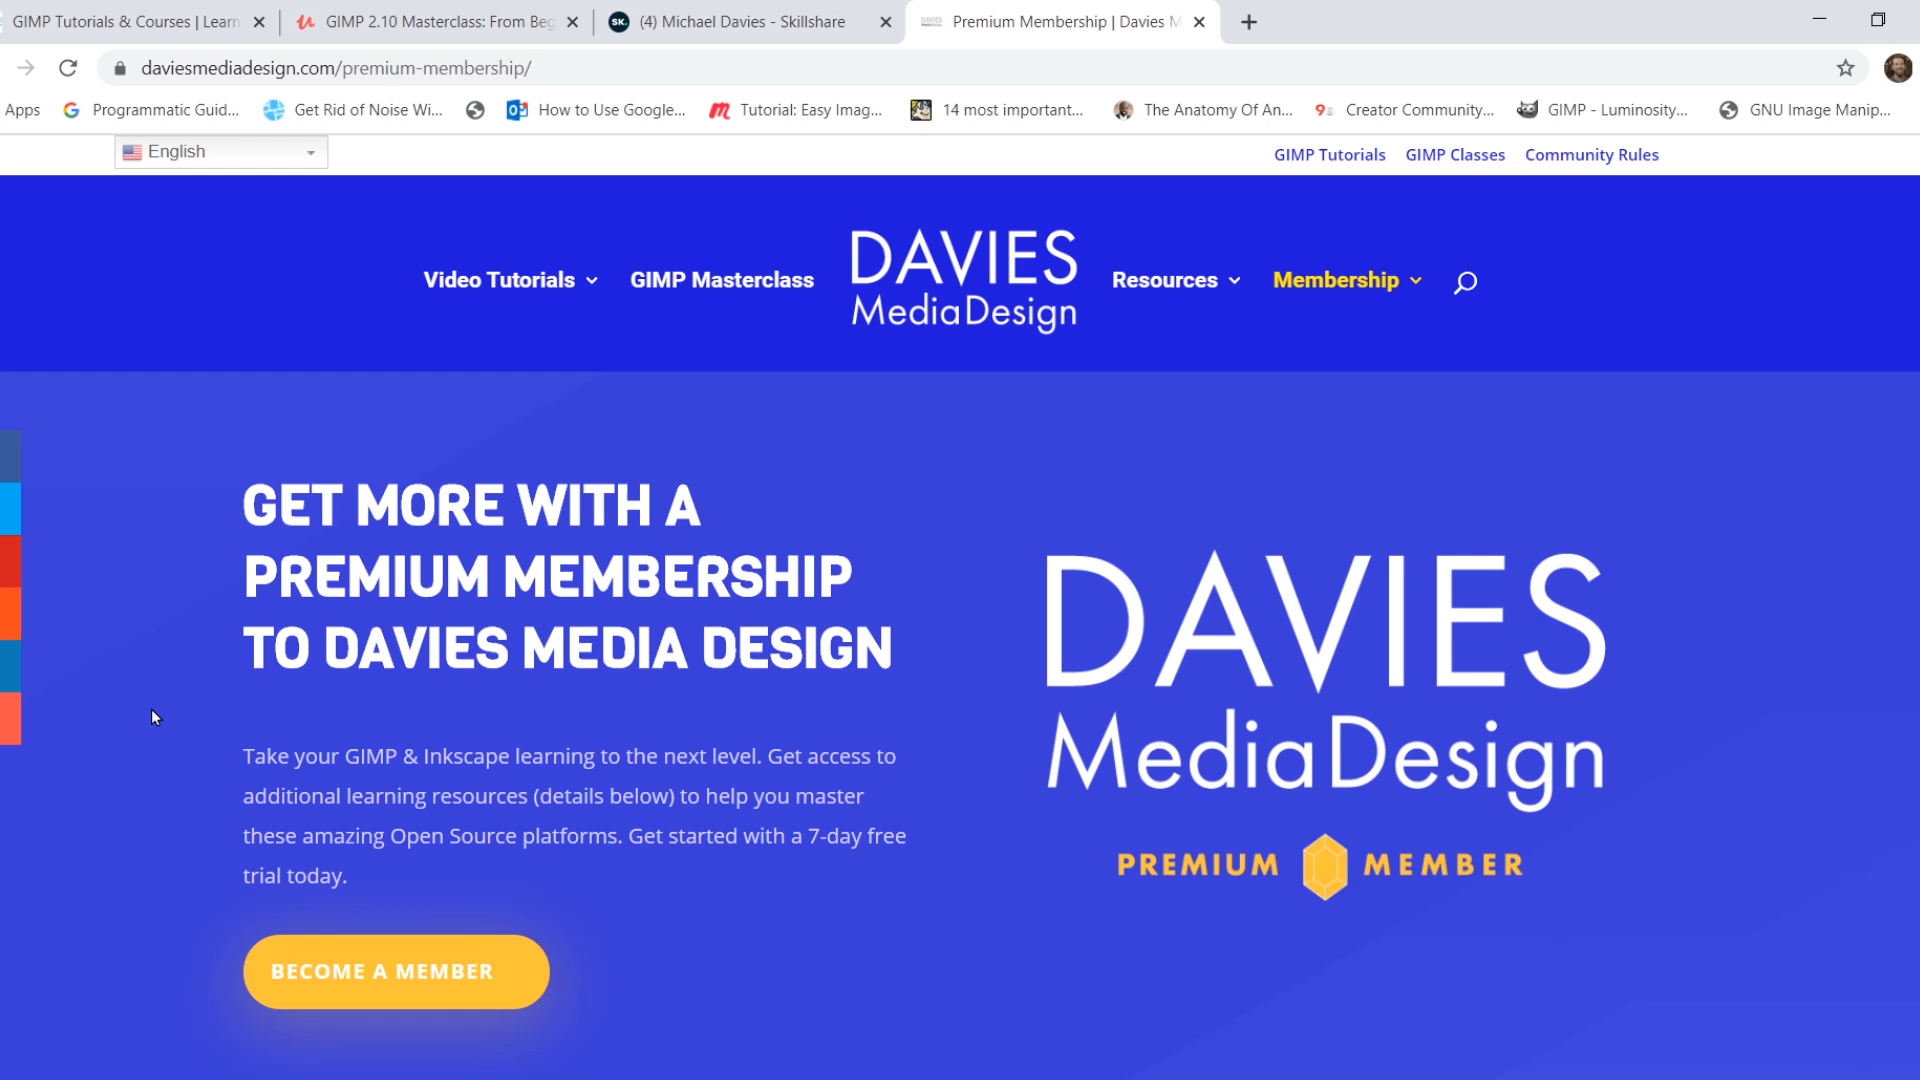 GIMP Tutorials & Courses | Learn
GIMP 2.10 Masterclass: From Beg
(4) Michael Davies - Skillshare
Premium Membership | Davies M
daviesmediadesign.com/premium-membership/
Apps
Programmatic Guid...
Get Rid of Noise Wi...
How to Use Google...
Tutorial: Easy Imag...
14 most important...
The Anatomy Of An...
Creator Community...
GIMP - Luminosity...
GNU Image Manip...
English
GIMP Tutorials
GIMP Classes
Community Rules
Video Tutorials
GIMP Masterclass
DAVIES
MediaDesign
Resources
Membership
GET MORE WITH A
PREMIUM MEMBERSHIP
TO DAVIES MEDIA DESIGN
Take your GIMP & Inkscape learning to the next level. Get access to
additional learning resources (details below) to help you master
these amazing Open Source platforms. Get started with a 7-day free
trial today.
BECOME A MEMBER
DAVIES
MediaDesign
PREMIUM MEMBER